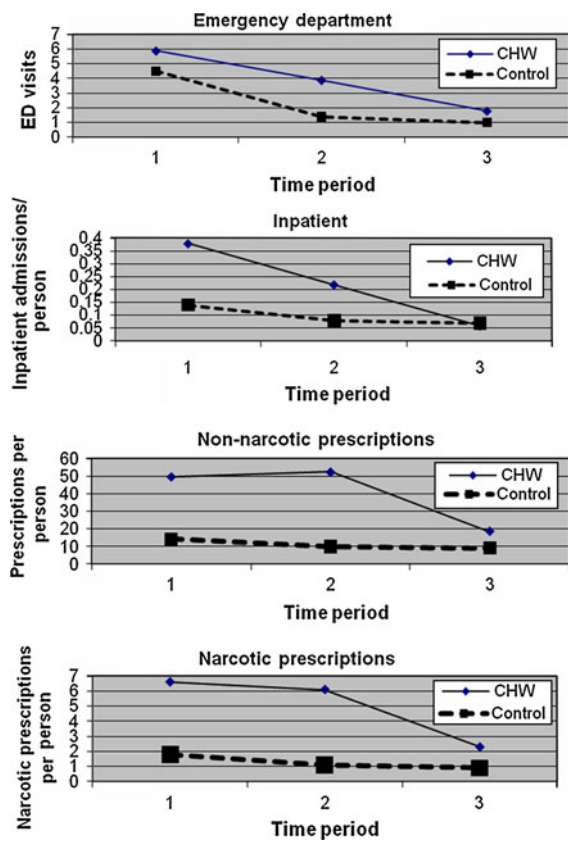 Emergency department
7
6
5
4
3
2
1
0
ED visits
CHW
Control
1 2 3
Time period
Inpatient
0.4
0.35
0.3
0.25
0.2
0.15
0.1
0.05
0
Inpatient admissions/
person
CHW
Control
1 2 3
Time period
Non-narcotic prescriptions
60
50
40
30
20
10
0
Prescriptions per
person
CHW
Control
1 2 3
Time period
Narcotic prescriptions
7
6
5
4
3
2
1
0
Narcotic prescriptions
per person
CHW
Control
1 2 3
Time period